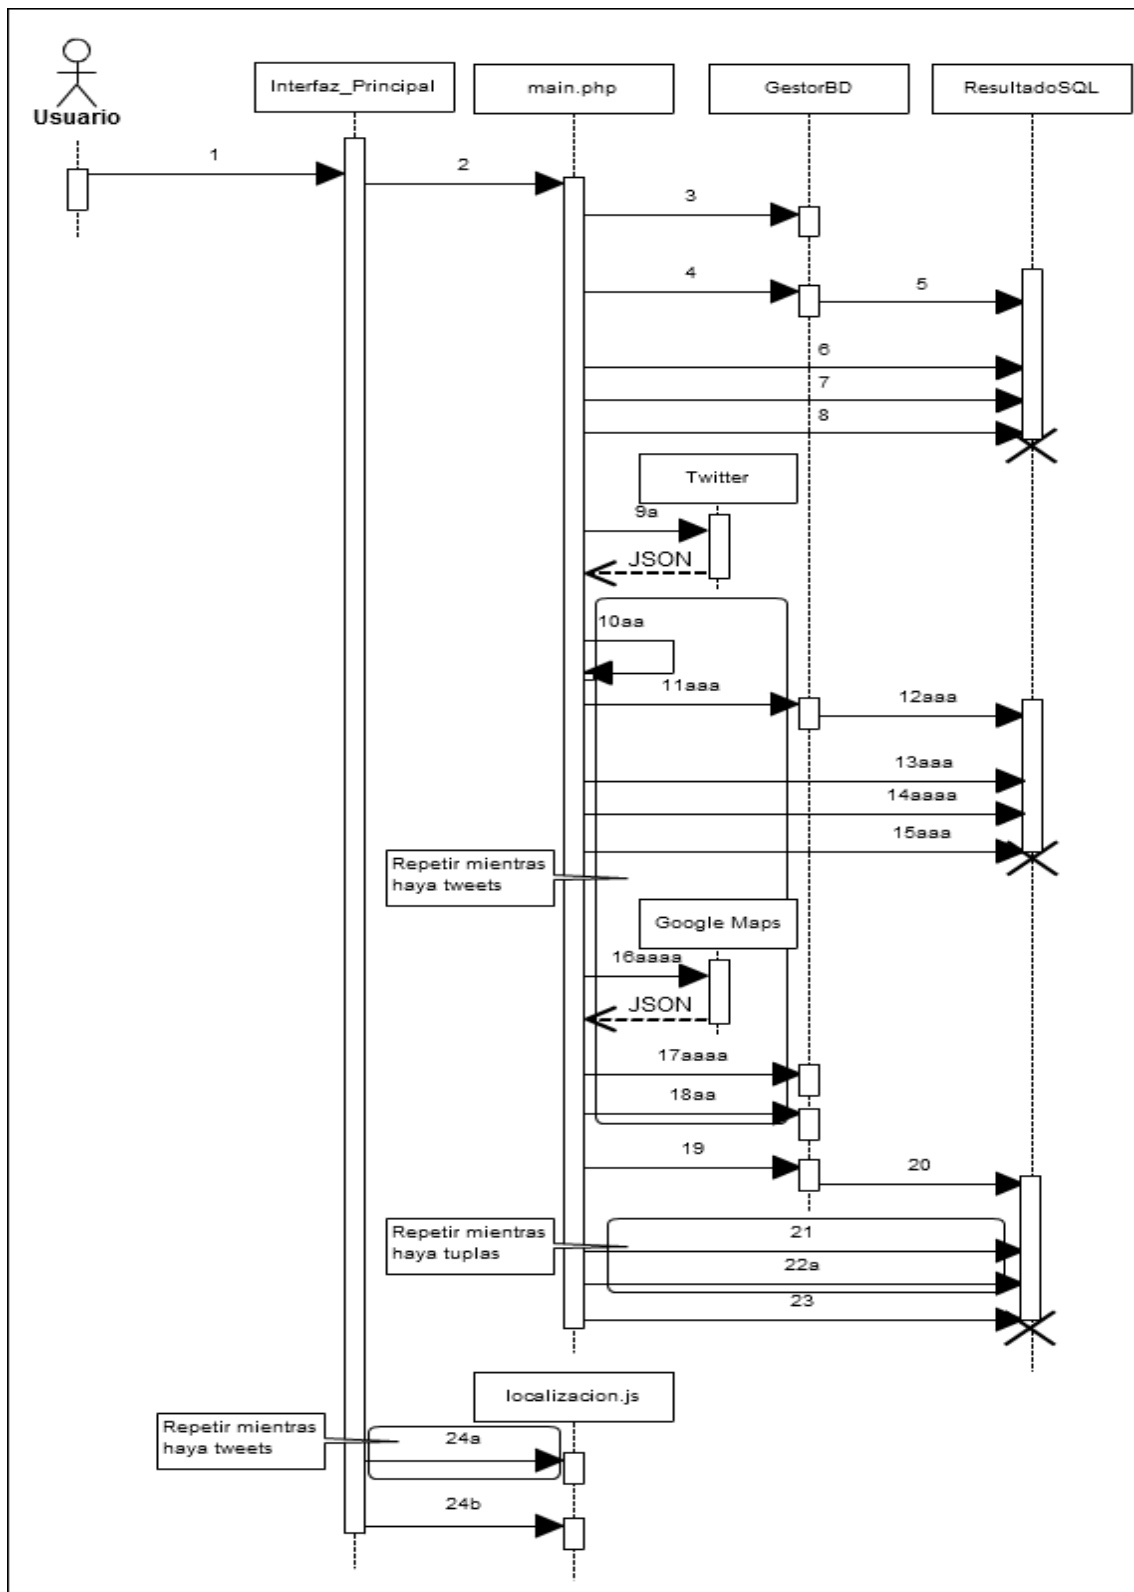 Usuario
Interfaz_Principal
main.php
GestorBD
ResultadoSQL
1
2
3
4
5
6
7
8
Twitter
9a
JSON
10aa
11aaa
12aaa
13aaa
14aaaa
15aaa
Repetir mientras
haya tweets
Google Maps
16aaaa
JSON
17aaaa
18aa
19
20
Repetir mientras
haya tuplas
21
22a
23
localizacion.js
Repetir mientras
haya tweets
24a
24b